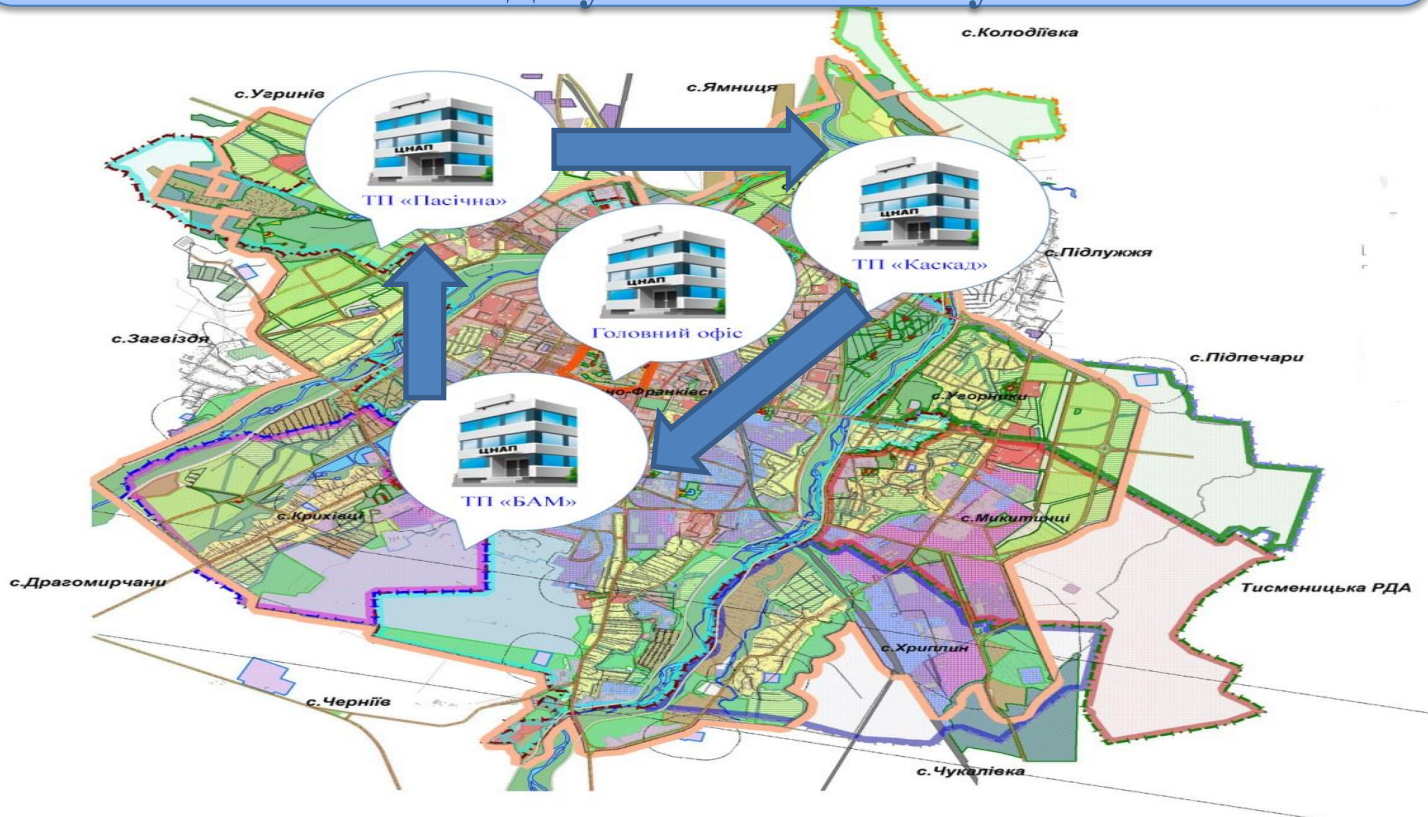 с.Колодіївка
с.Угринів
с.Ямниця
ЦНАП
ТП «Пасічна»
ЦНАП
ТП «Каскад»
с.Підлужжя
ЦНАП
Головний офіс
с.Загвіздя
с.Підпечари
с.Угорники
ЦНАП
ТП «БАМ»
с.Крихівці
с.Микитинці
с.Драгомирчани
Тисменицька РДА
с.Хриплин
с.Черніїв
с.Чукалівка